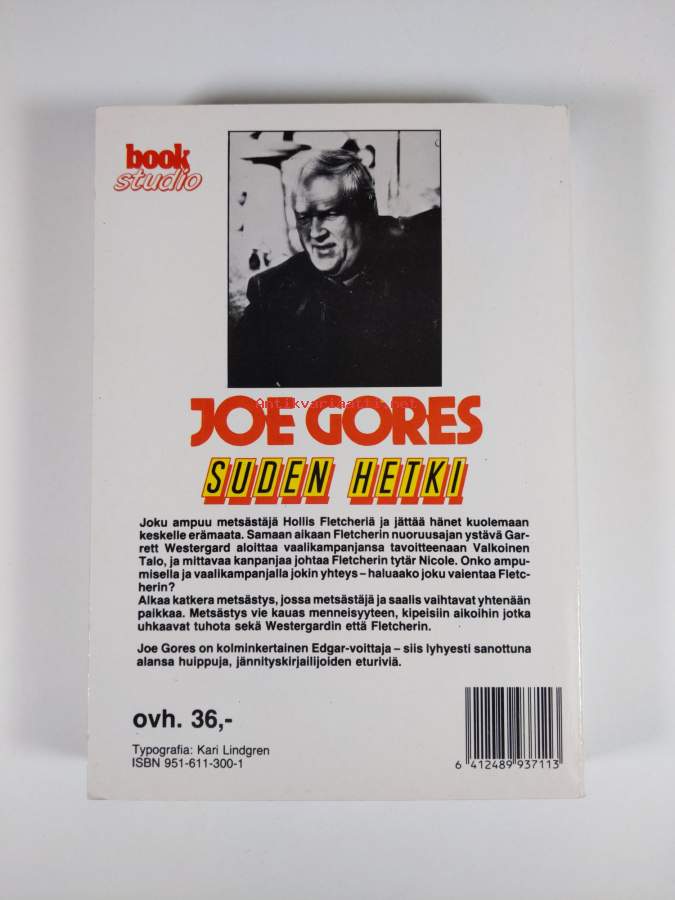 book
studio
Antikvariaatit.net
JOE GORES
SUDEN HETKI
Joku ampuu metsästäjä Hollis Fletcheriä ja jättää hänet kuolemaan
keskelle erämaata. Samaan aikaan Fletcherin nuoruusajan ystävä Gar-
rett Westergard aloittaa vaalikampanjansa tavoitteenaan Valkoinen
Talo, ja mittavaa kanpanjaa johtaa Fletcherin tytär Nicole. Onko ampu-
misella ja vaalikampanjalla jokin yhteys – haluaako joku vaientaa Fletc-
herin?
Alkaa katkera metsästys, jossa metsästäjä ja saalis vaihtavat yhtenään
paikkaa. Metsästys vie kauas menneisyyteen, kipeisiin aikoihin jotka
uhkaavat tuhota sekä Westergardin että Fletcherin.
Joe Gores on kolminkertainen Edgar-voittaja – siis lyhyesti sanottuna
alansa huippuja, jännityskirjailijoiden eturiviä.
ovh. 36,-
Typografia: Kari Lindgren
ISBN 951-611-300-1
6 412489 937113